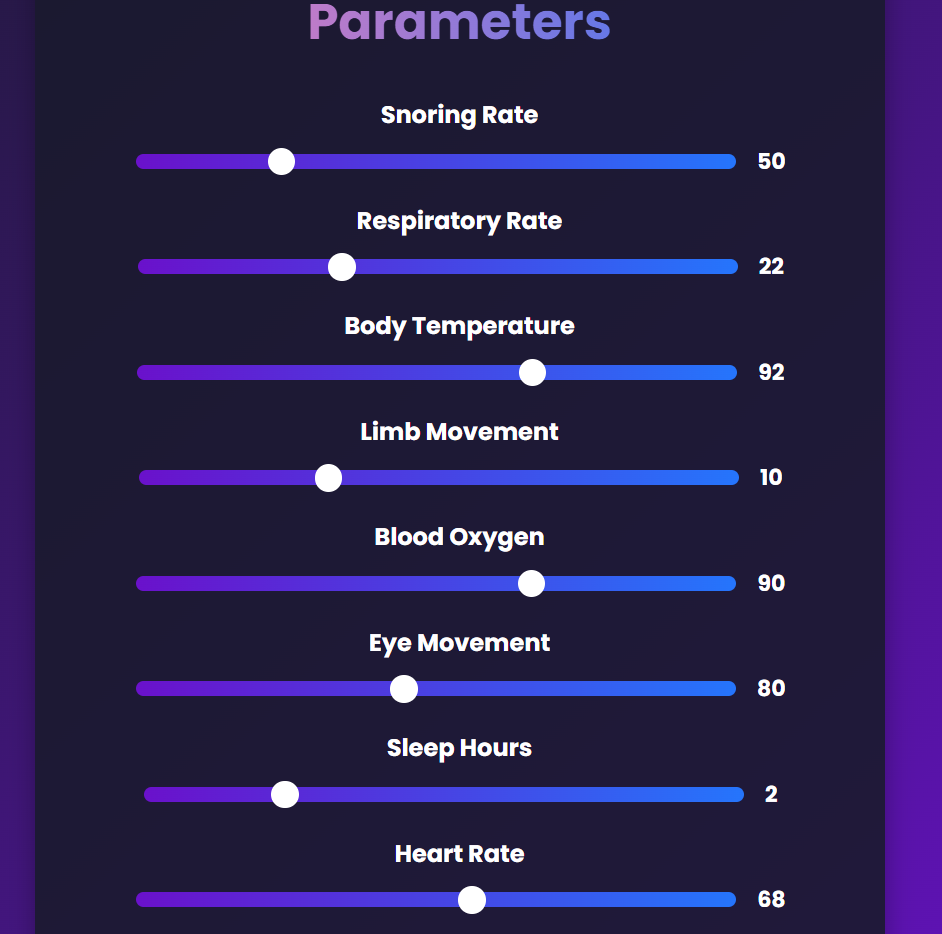 Parameters
Snoring Rate
50
Respiratory Rate
22
Body Temperature
92
Limb Movement
10
Blood Oxygen
90
Eye Movement
80
Sleep Hours
2
Heart Rate
68